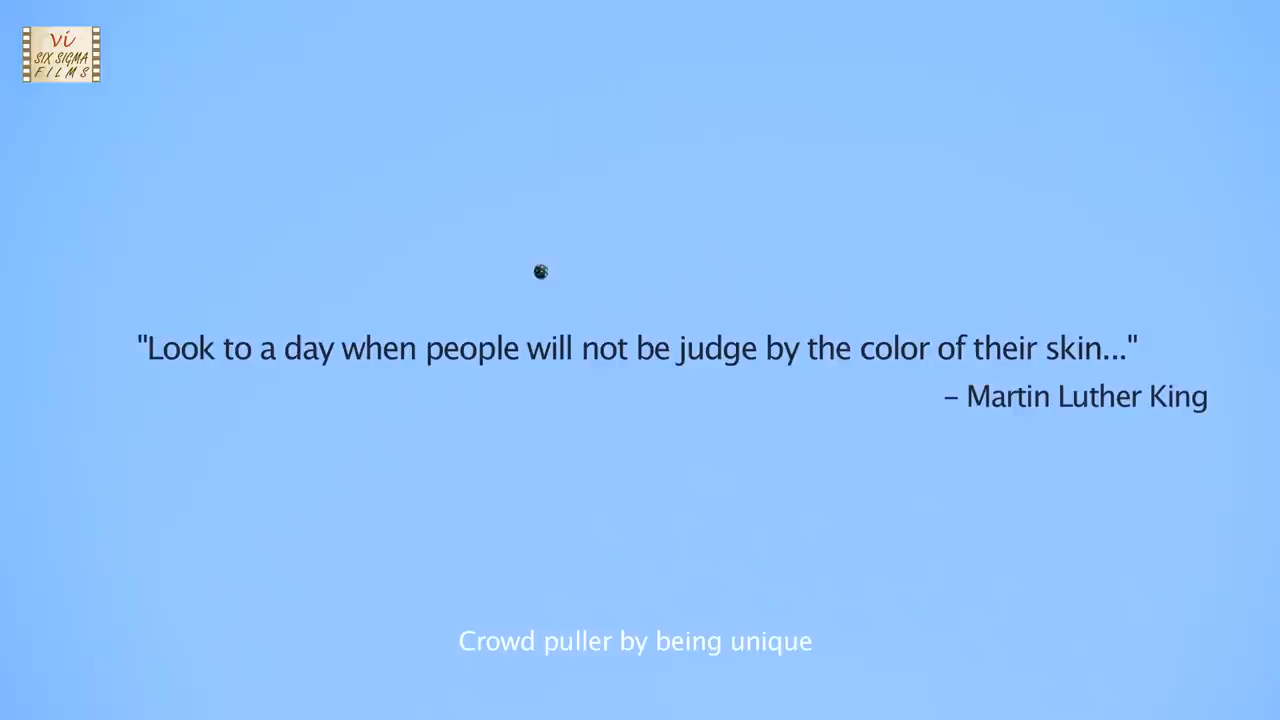 vi
SIX SIGMA
FILMS
"Look to a day when people will not be judge by the color of their skin..."
– Martin Luther King
Crowd puller by being unique